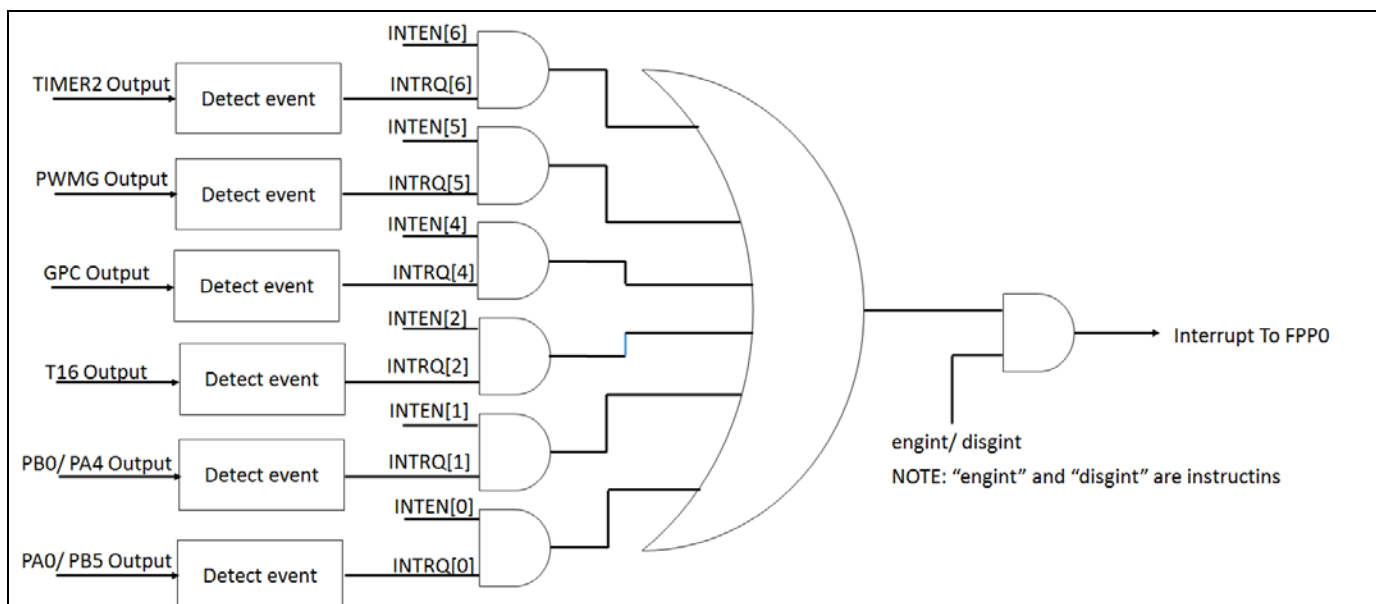 INTEN[6]
TIMER2 Output
Detect event
INTRQ[6]
INTEN[5]
PWMG Output
Detect event
INTRQ[5]
INTEN[4]
GPC Output
Detect event
INTRQ[4]
INTEN[2]
T16 Output
Detect event
INTRQ[2]
INTEN[1]
PB0/ PA4 Output
Detect event
INTRQ[1]
INTEN[0]
PA0/ PB5 Output
Detect event
INTRQ[0]
Interrupt To FPP0
engint/ disgint
NOTE: “engint” and “disgint” are instructins